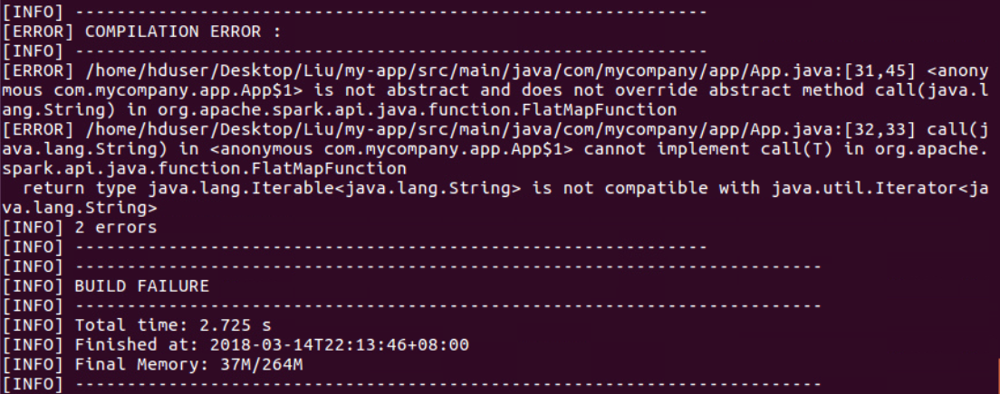 [INFO] -------------------------------------------------------------
[ERROR] COMPILATION ERROR :
[INFO] -------------------------------------------------------------
[ERROR] /home/hduser/Desktop/Liu/my-app/src/main/java/com/mycompany/app/App.java:[31,45] <anony
mous com.mycompany.app.App$1> is not abstract and does not override abstract method call(java.l
ang.String) in org.apache.spark.api.java.function.FlatMapFunction
[ERROR] /home/hduser/Desktop/Liu/my-app/src/main/java/com/mycompany/app/App.java:[32,33] call(j
ava.lang.String) in <anonymous com.mycompany.app.App$1> cannot implement call(T) in org.apache.
spark.api.java.function.FlatMapFunction
  return type java.lang.Iterable<java.lang.String> is not compatible with java.util.Iterator<ja
va.lang.String>
[INFO] 2 errors
[INFO] -------------------------------------------------------------
[INFO] ------------------------------------------------------------------------
[INFO] BUILD FAILURE
[INFO] ------------------------------------------------------------------------
[INFO] Total time: 2.725 s
[INFO] Finished at: 2018-03-14T22:13:46+08:00
[INFO] Final Memory: 37M/264M
[INFO] ------------------------------------------------------------------------